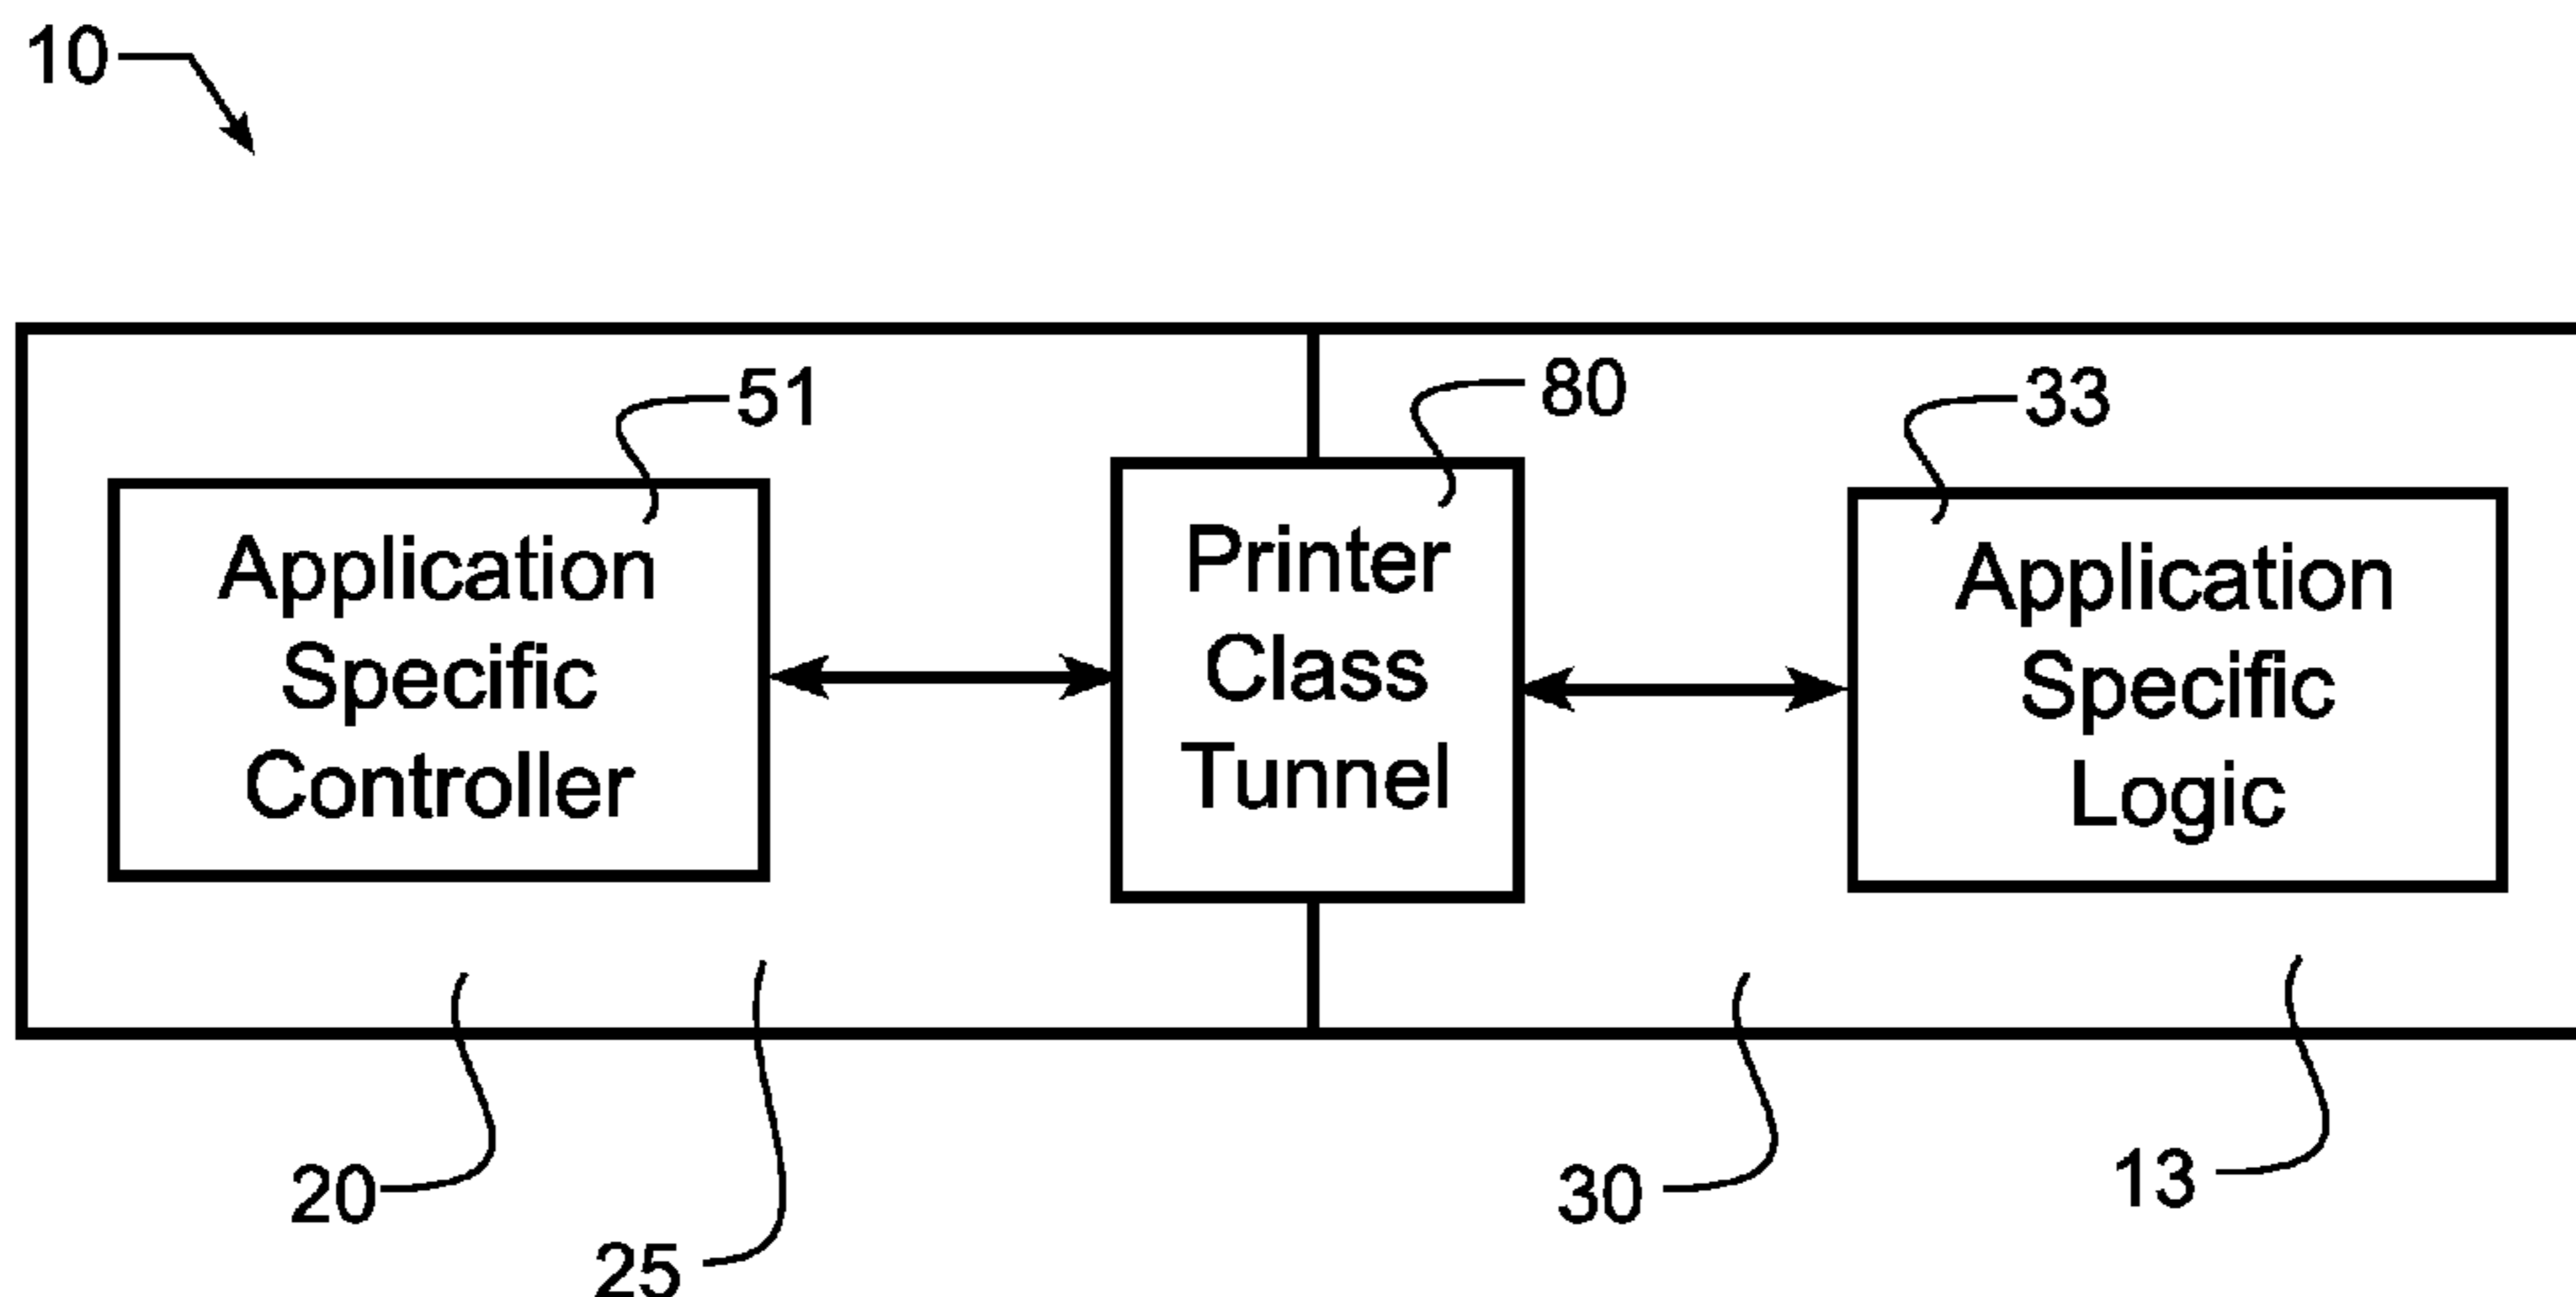 10
51
80
33
Application
Specific
Controller
Printer
Class
Tunnel
Application
Specific
Logic
20
25
30
13